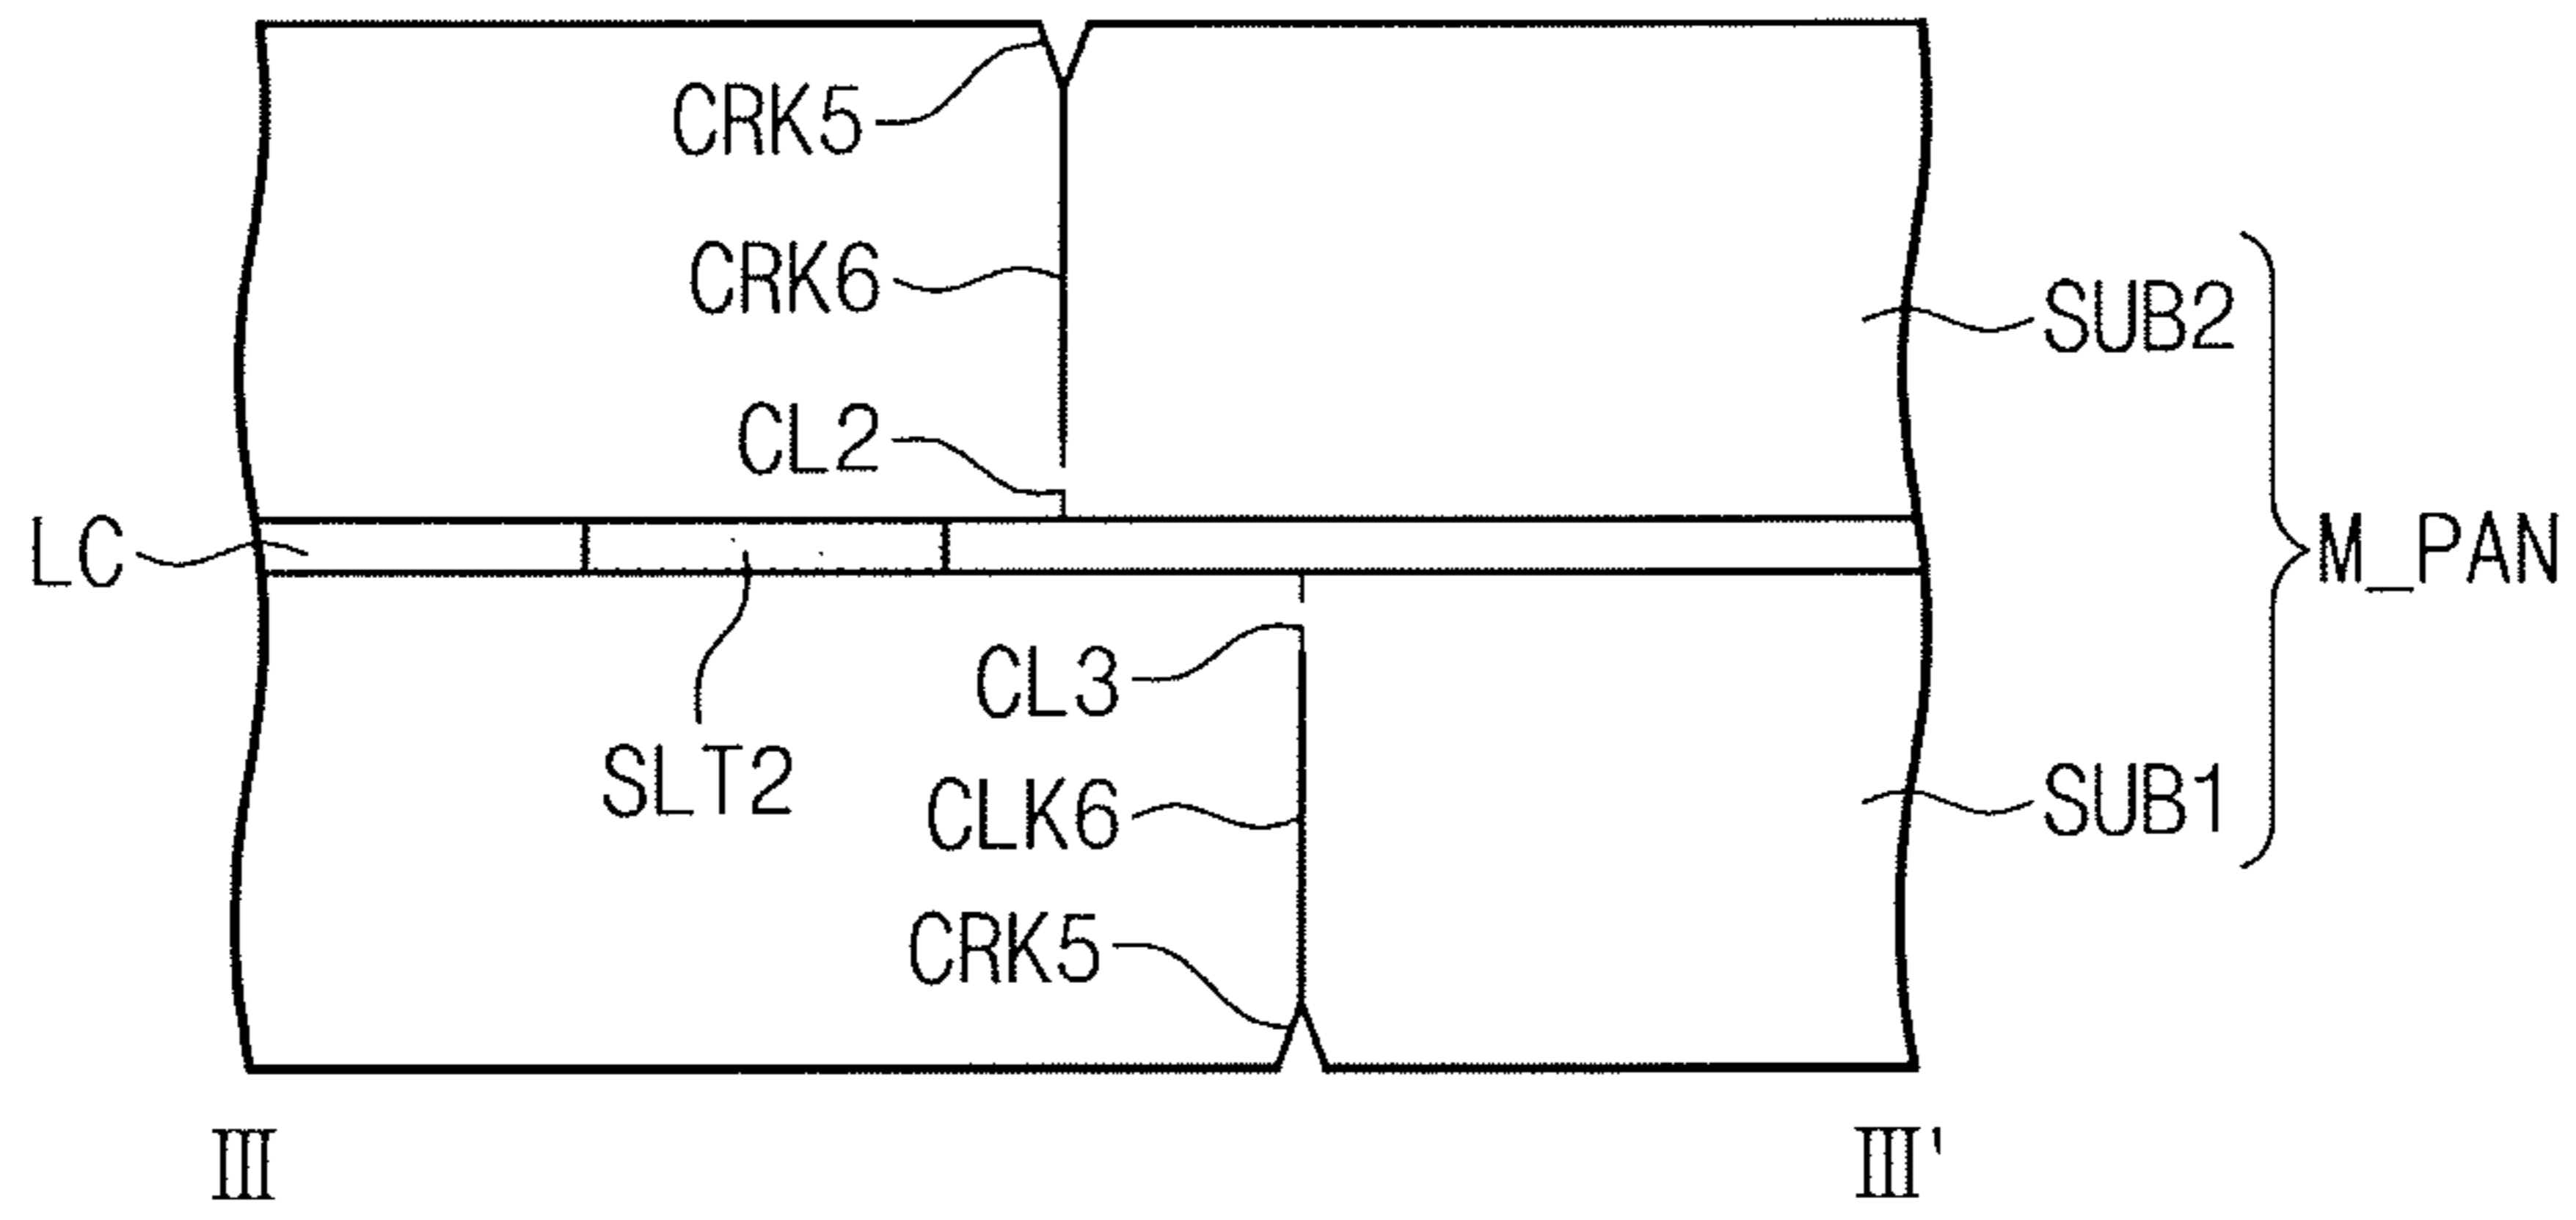 CRK5
CRK6
SUB2
CL2
LC
M_PAN
CL3
SLT2
CLK6
SUB1
CRK5
III
III'